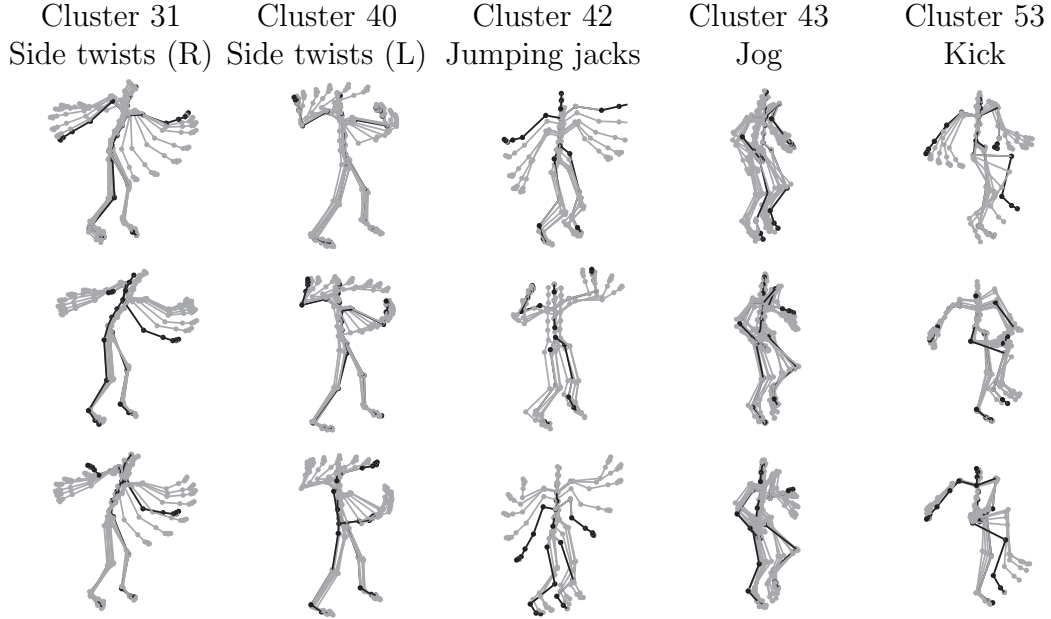 Cluster 31 Cluster 40 Cluster 42 Cluster 43 Cluster 53
Side twists (R) Side twists (L) Jumping jacks Jog Kick